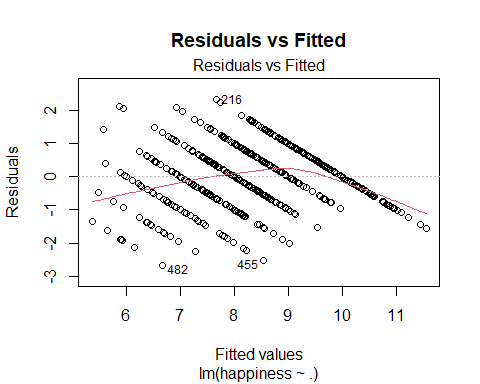 Residuals vs Fitted
Residuals vs Fitted
Residuals
2
1
0
-1
-2
-3
216
482
455
6 7 8 9 10 11
Fitted values
lm(happiness ~ .)